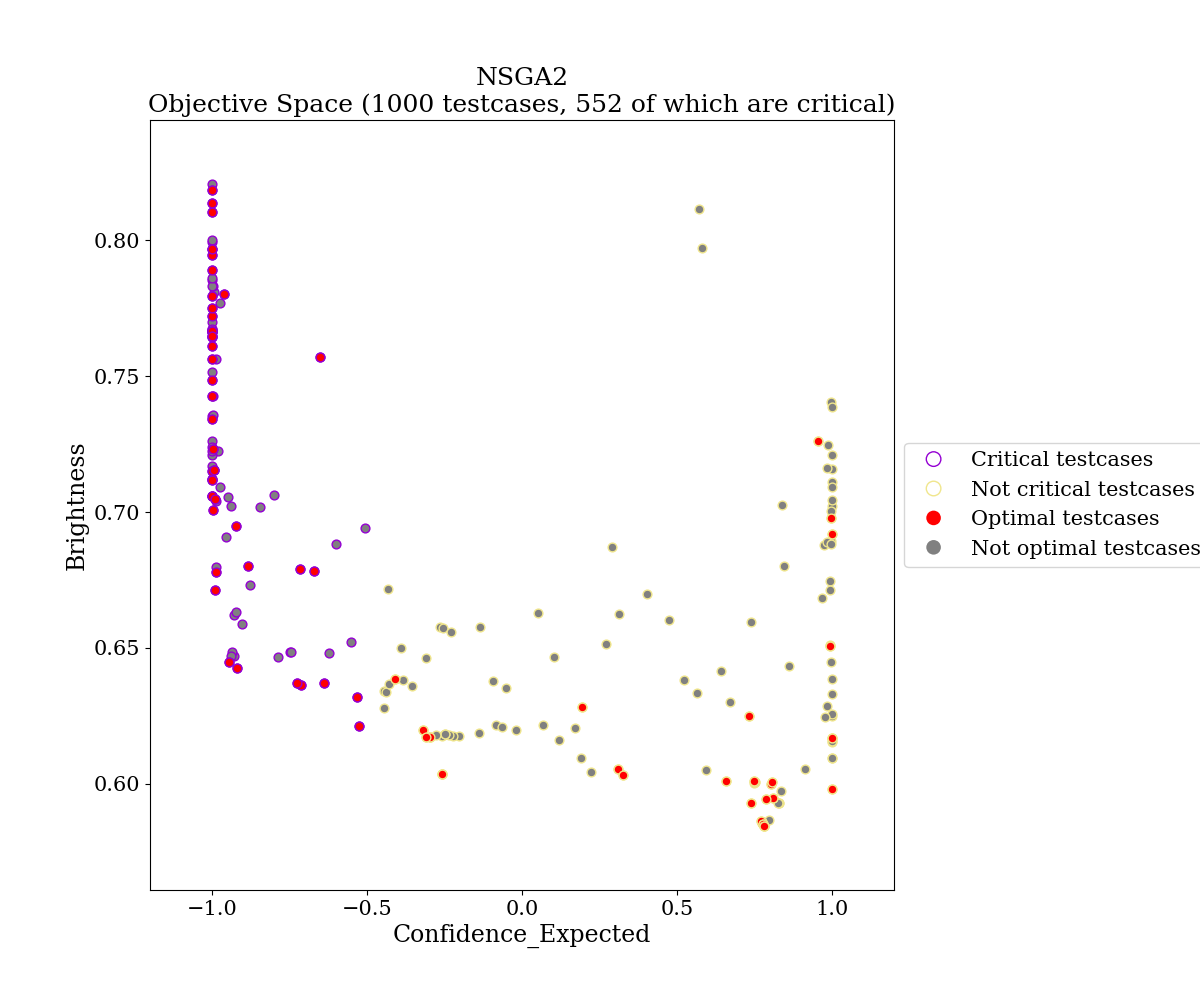 NSGA2
Objective Space (1000 testcases, 552 of which are critical)
Brightness
0.80
0.75
0.70
0.65
0.60
−1.0
−0.5
0.0
0.5
1.0
Confidence_Expected
Critical testcases
Not critical testcases
Optimal testcases
Not optimal testcases